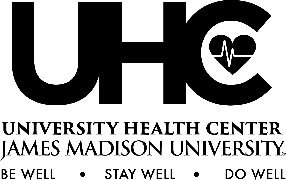 UHC
UNIVERSITY HEALTH CENTER
JAMES MADISON UNIVERSITY
BE WELL • STAY WELL • DO WELL